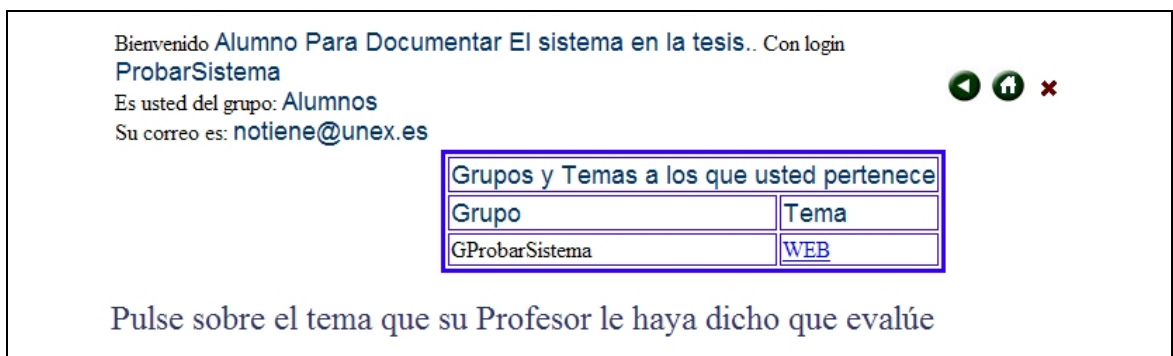 Bienvenido Alumno Para Documentar El sistema en la tesis.. Con login
ProbarSistema
Es usted del grupo: Alumnos
Su correo es: notiene@unex.es
Grupos y Temas a los que usted pertenece
Grupo Tema
GProbarSistema WEB
Pulse sobre el tema que su Profesor le haya dicho que evalúe